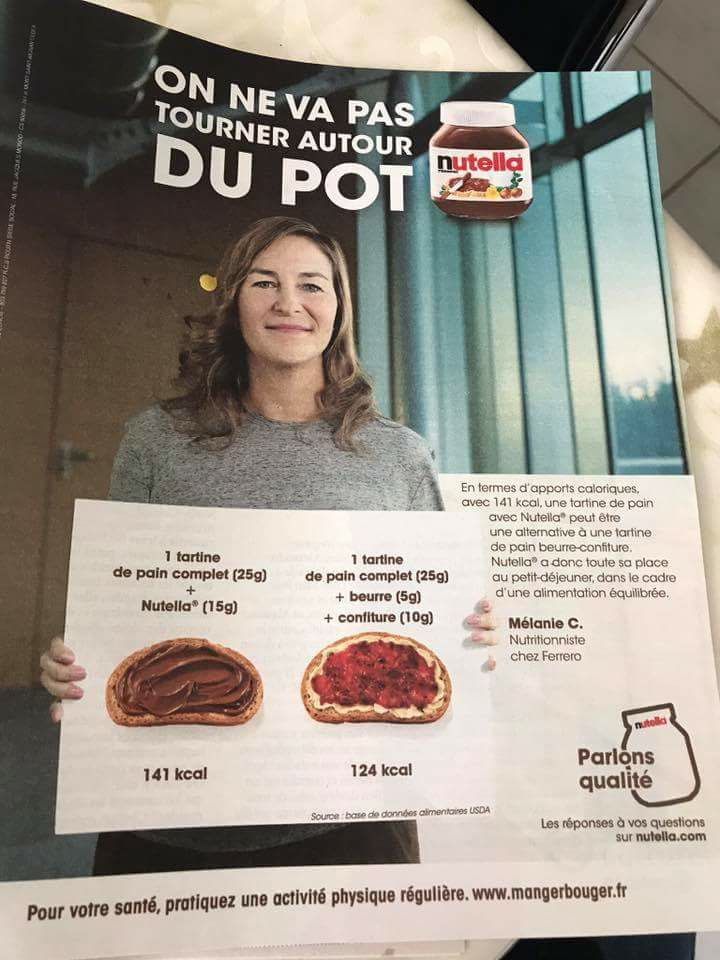 ON NE VA PAS
TOURNER AUTOUR
DU POT
nutella
En termes d'apports caloriques,
avec 141 kcal, une tartine de pain
avec Nutella® peut être
une alternative à une tartine
de pain beurre-confiture.
Nutella® a donc toute sa place
au petit-déjeuner, dans le cadre
d'une alimentation équilibrée.
Mélanie C.
Nutritionniste
chez Ferrero
1 tartine
de pain complet (25g)
+
Nutella® (15g)
141 kcal
1 tartine
de pain complet (25g)
+ beurre (5g)
+ confiture (10g)
124 kcal
Source : base de données alimentaires USDA
nutella
Parlons
qualité
Les réponses à vos questions
sur nutella.com
Pour votre santé, pratiquez une activité physique régulière. www.mangerbouger.fr